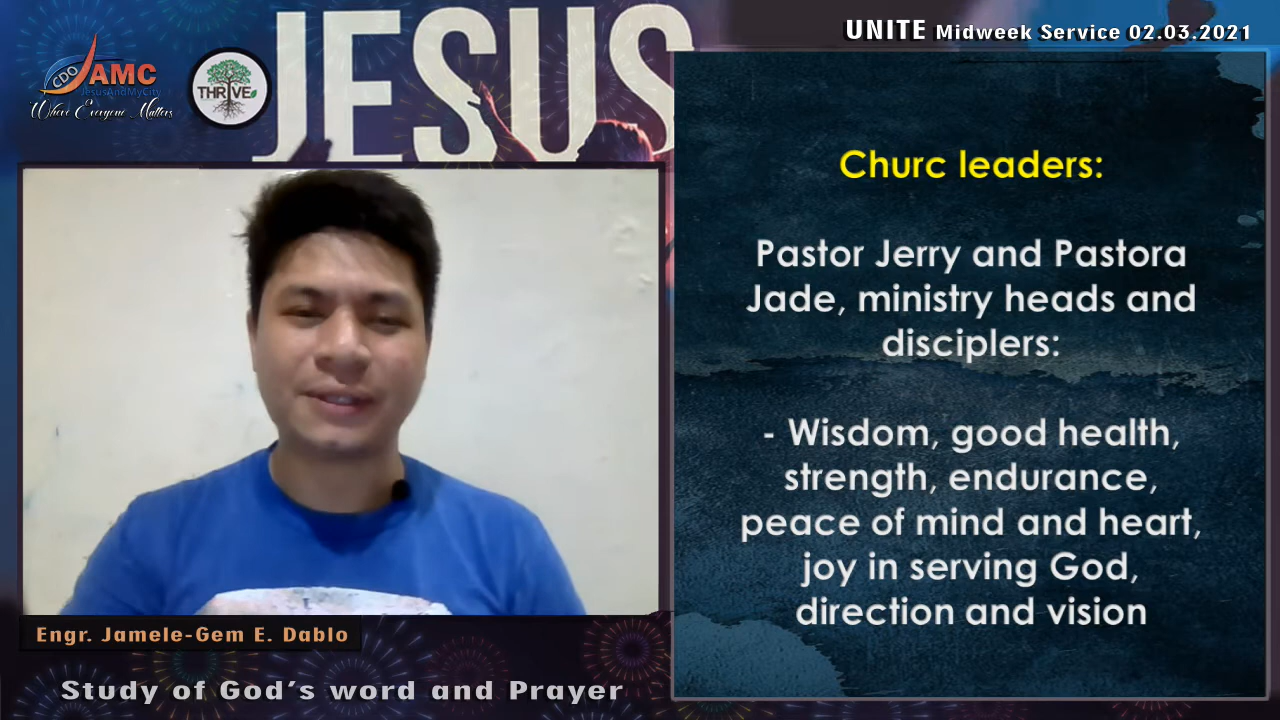 JESUS
UNITE Midweek Service 02.03.2021
CDO JAMC
JesusAndMyCity
Where Everyone Matters
THRIVE
Churc leaders:
Pastor Jerry and Pastora
Jade, ministry heads and
disciplers:
- Wisdom, good health,
strength, endurance,
peace of mind and heart,
joy in serving God,
direction and vision
Engr. Jamele-Gem E. Dablo
Study of God's word and Prayer